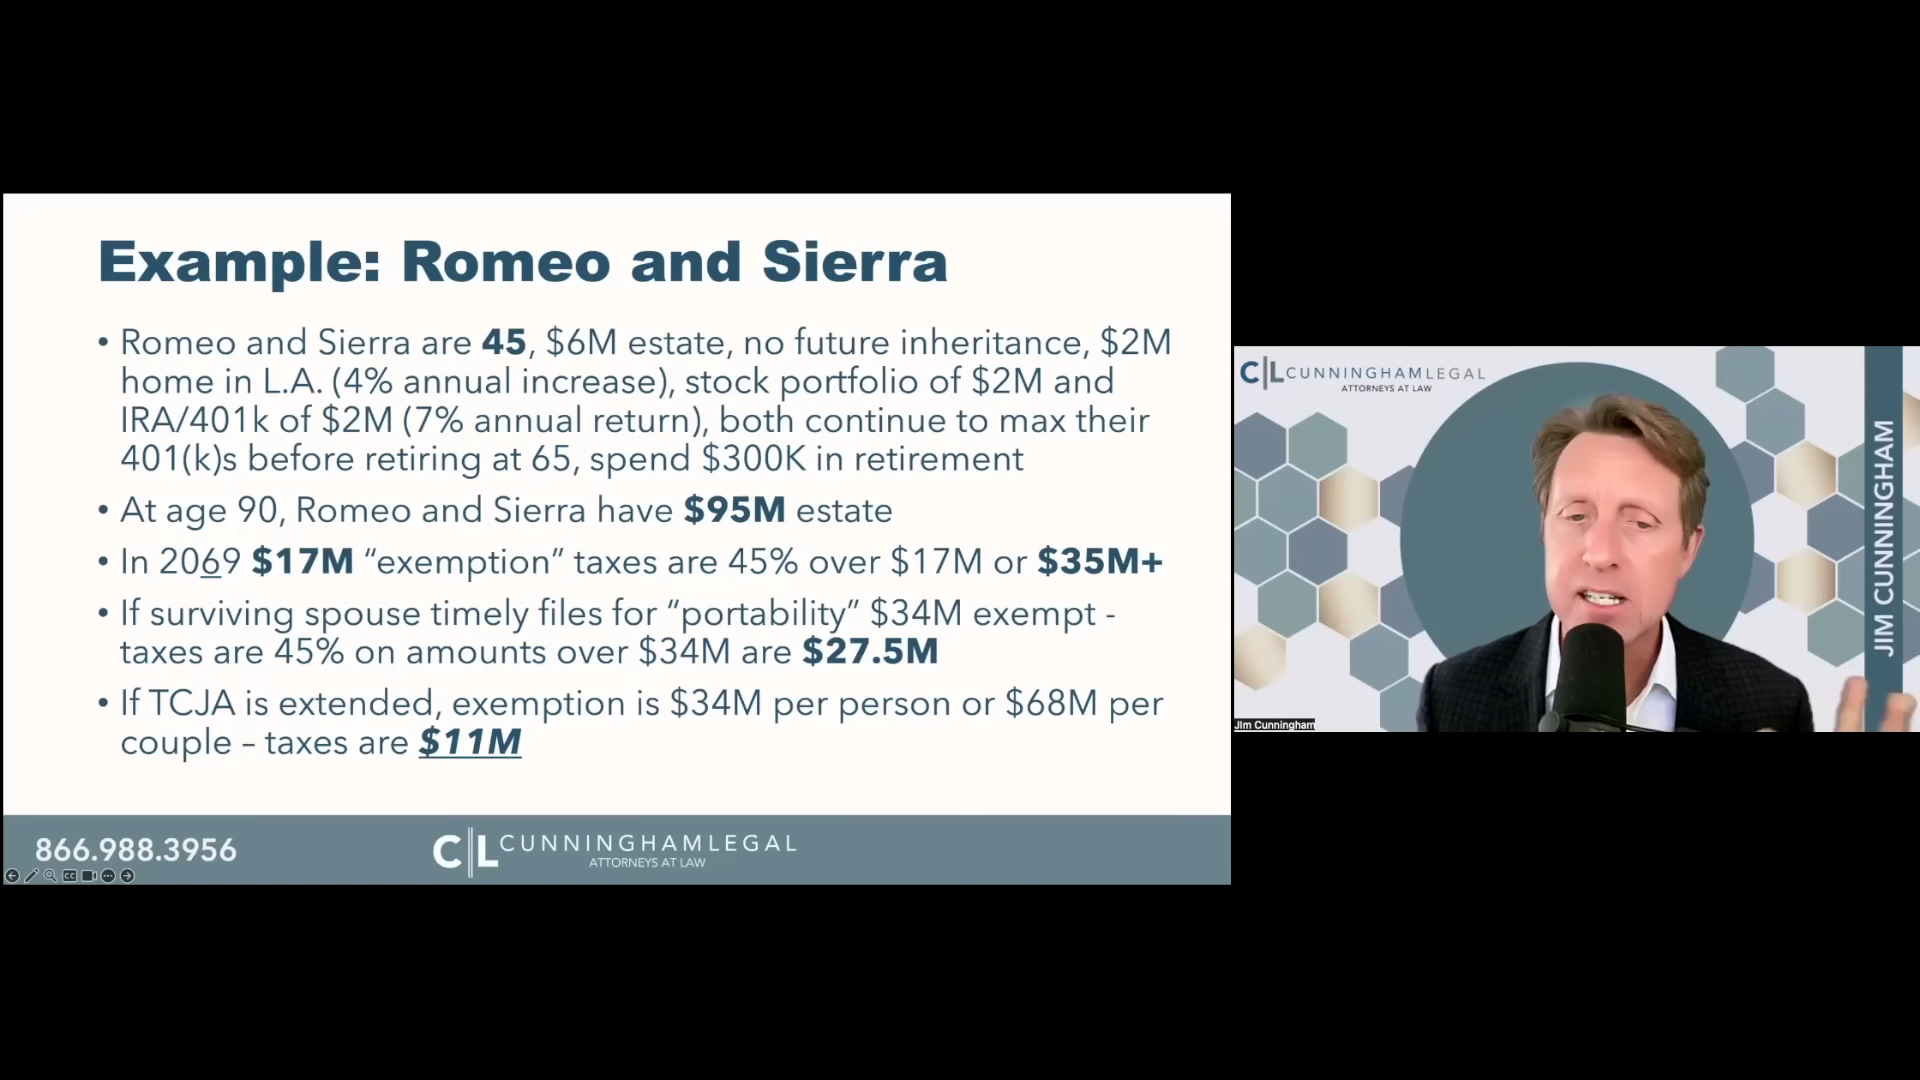 Example: Romeo and Sierra
• Romeo and Sierra are 45, $6M estate, no future inheritance, $2M
home in L.A. (4% annual increase), stock portfolio of $2M and
IRA/401k of $2M (7% annual return), both continue to max their
401(k)s before retiring at 65, spend $300K in retirement
• At age 90, Romeo and Sierra have $95M estate
• In 2069 $17M “exemption” taxes are 45% over $17M or $35M+
• If surviving spouse timely files for “portability” $34M exempt -
taxes are 45% on amounts over $34M are $27.5M
• If TCJA is extended, exemption is $34M per person or $68M per
couple – taxes are $11M
866.988.3956
CL CUNNINGHAMLEGAL
ATTORNEYS AT LAW
CL CUNNINGHAMLEGAL
ATTORNEYS AT LAW
JIM CUNNINGHAM
Jim Cunningham